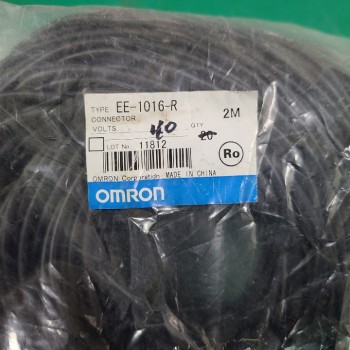 TYPE EE-1016-R 2M
CONNECTOR
VOLTS 40 QTY 20
LOT No. 11812
Ro
OMRON Corporation MADE IN CHINA
OMRON